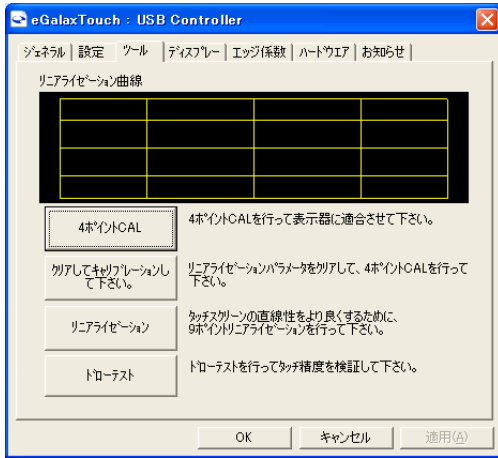 eGalaxTouch : USB Controller
ジェネラル 設定 ツール ディスプレー エッジ係数 ハードウエア お知らせ
リニアライゼーション曲線
4ポイントCAL
4ポイントCALを行って表示器に適合させて下さい。
クリアしてキャリブレーションし
て下さい。
リニアライゼーションパラメータをクリアして、4ポイントCALを行って
下さい。
リニアライゼーション
タッチスクリーンの直線性をより良くするために、
9ポイントリニアライゼーションを行って下さい。
ドローテスト
ドローテストを行ってタッチ精度を検証して下さい。
OK キャンセル 適用(A)